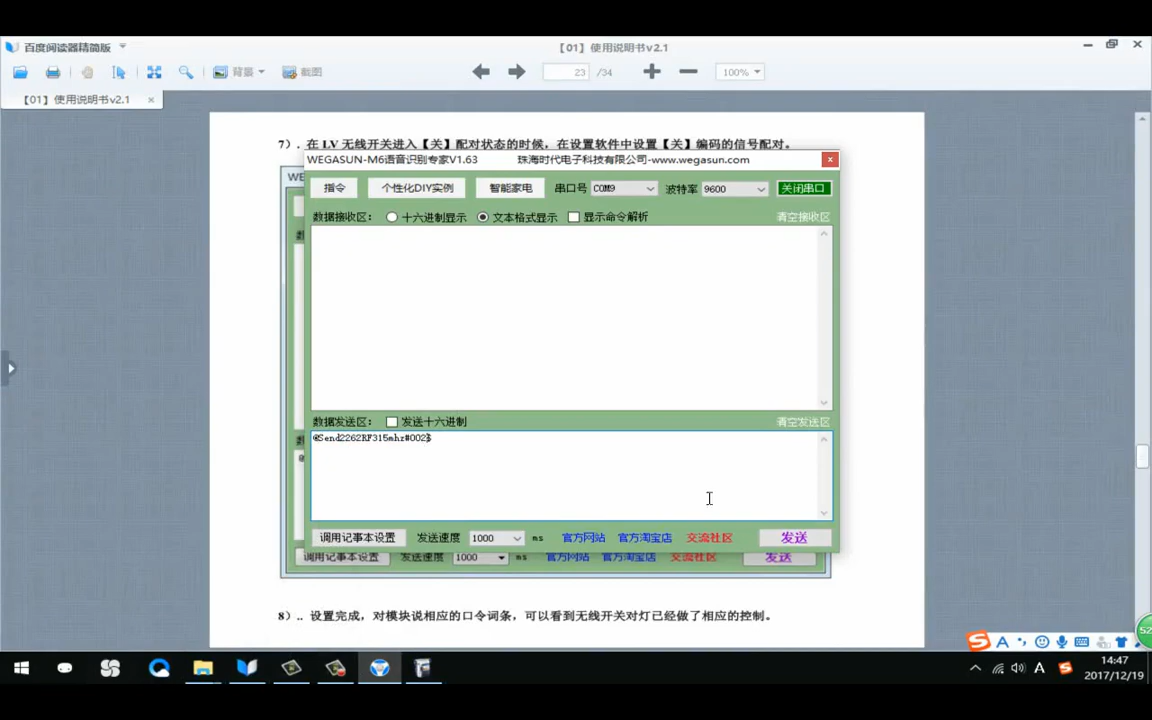 百度阅读器精简版
【01】使用说明书v2.1
背景
截图
23 /34
100%
【01】使用说明书v2.1
7）. 在 LV 无线开关进入【关】配对状态的时候，在设置软件中设置【关】编码的信号配对。
WE
WEGASUN-M6语音识别专家V1.63 珠海时代电子科技有限公司-www.wegasun.com
指令 个性化DIY实例 智能家电 串口号 COM9 波特率 9600 关闭串口
数据接收区： 十六进制显示 文本格式显示 显示命令解析 清空接收区
数据发送区： 发送十六进制 清空发送区
@Send2262RF315mhz#002$
调用记事本设置 发送速度 1000 ms 官方网站 官方淘宝店 交流社区 发送
调用记事本设置 发送速度 1000 ms 官方网站 官方淘宝店 交流社区 发送
8）.. 设置完成，对模块说相应的口令词条，可以看到无线开关对灯已经做了相应的控制。
52
14:47
2017/12/19